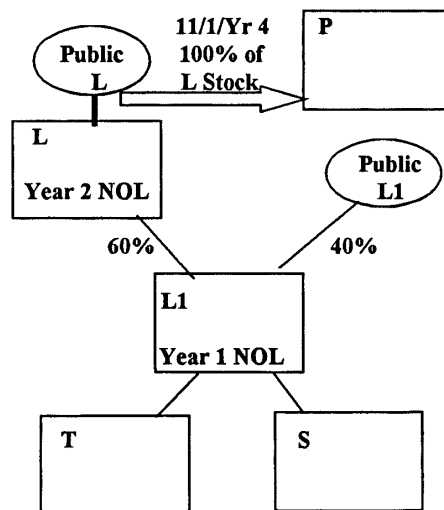 Public
L
11/1/Yr 4
100% of
L Stock
P
L
Year 2 NOL
Public
L1
60%
40%
L1
Year 1 NOL
T
S